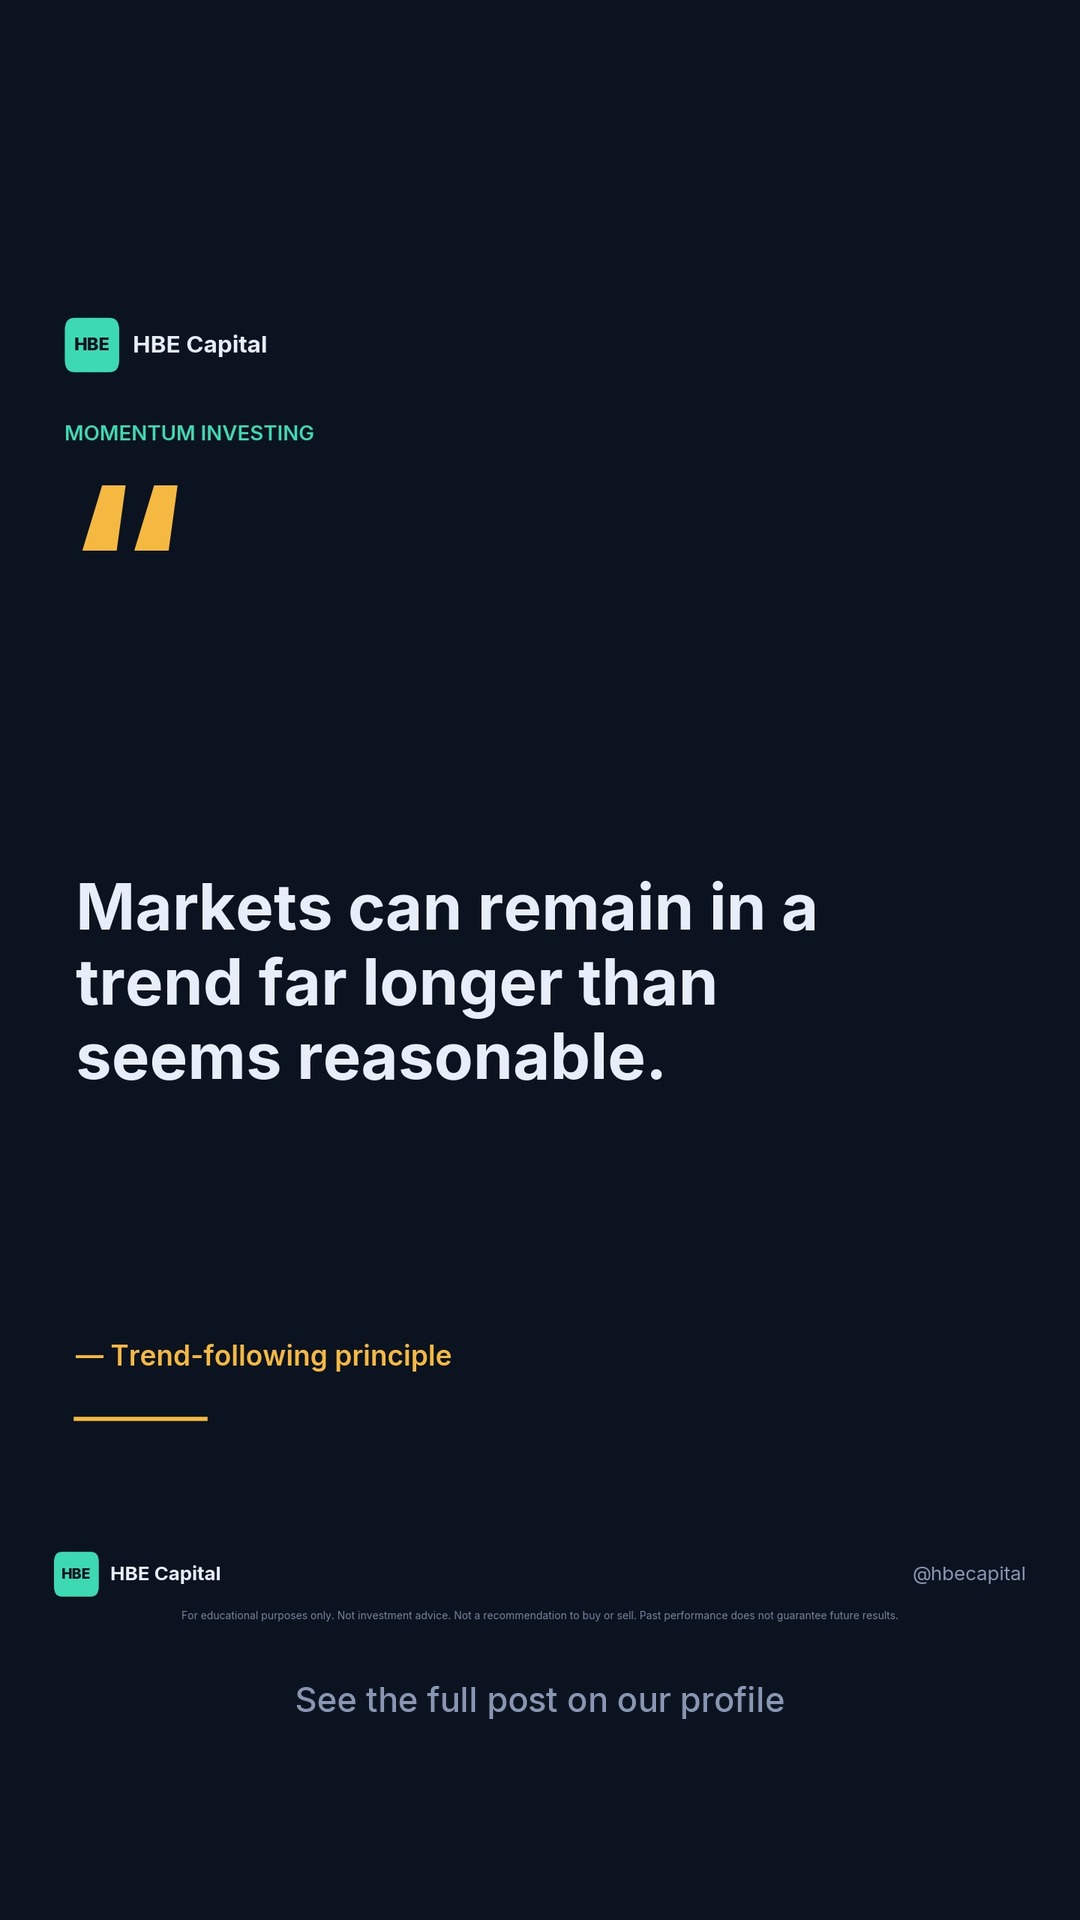 HBE HBE Capital
MOMENTUM INVESTING
"
Markets can remain in a
trend far longer than
seems reasonable.
— Trend-following principle
HBE HBE Capital @hbecapital
For educational purposes only. Not investment advice. Not a recommendation to buy or sell. Past performance does not guarantee future results.
See the full post on our profile